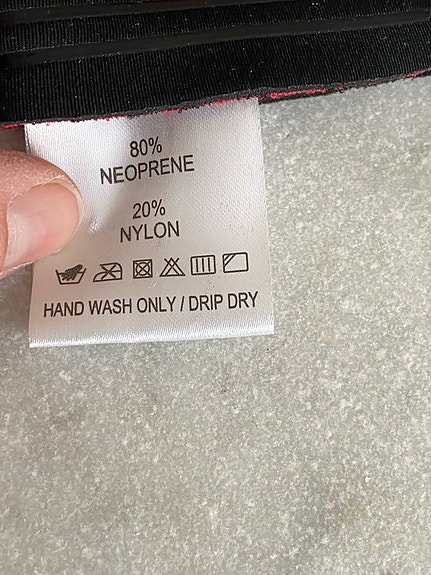 80%
NEOPRENE
20%
NYLON
HAND WASH ONLY / DRIP DRY